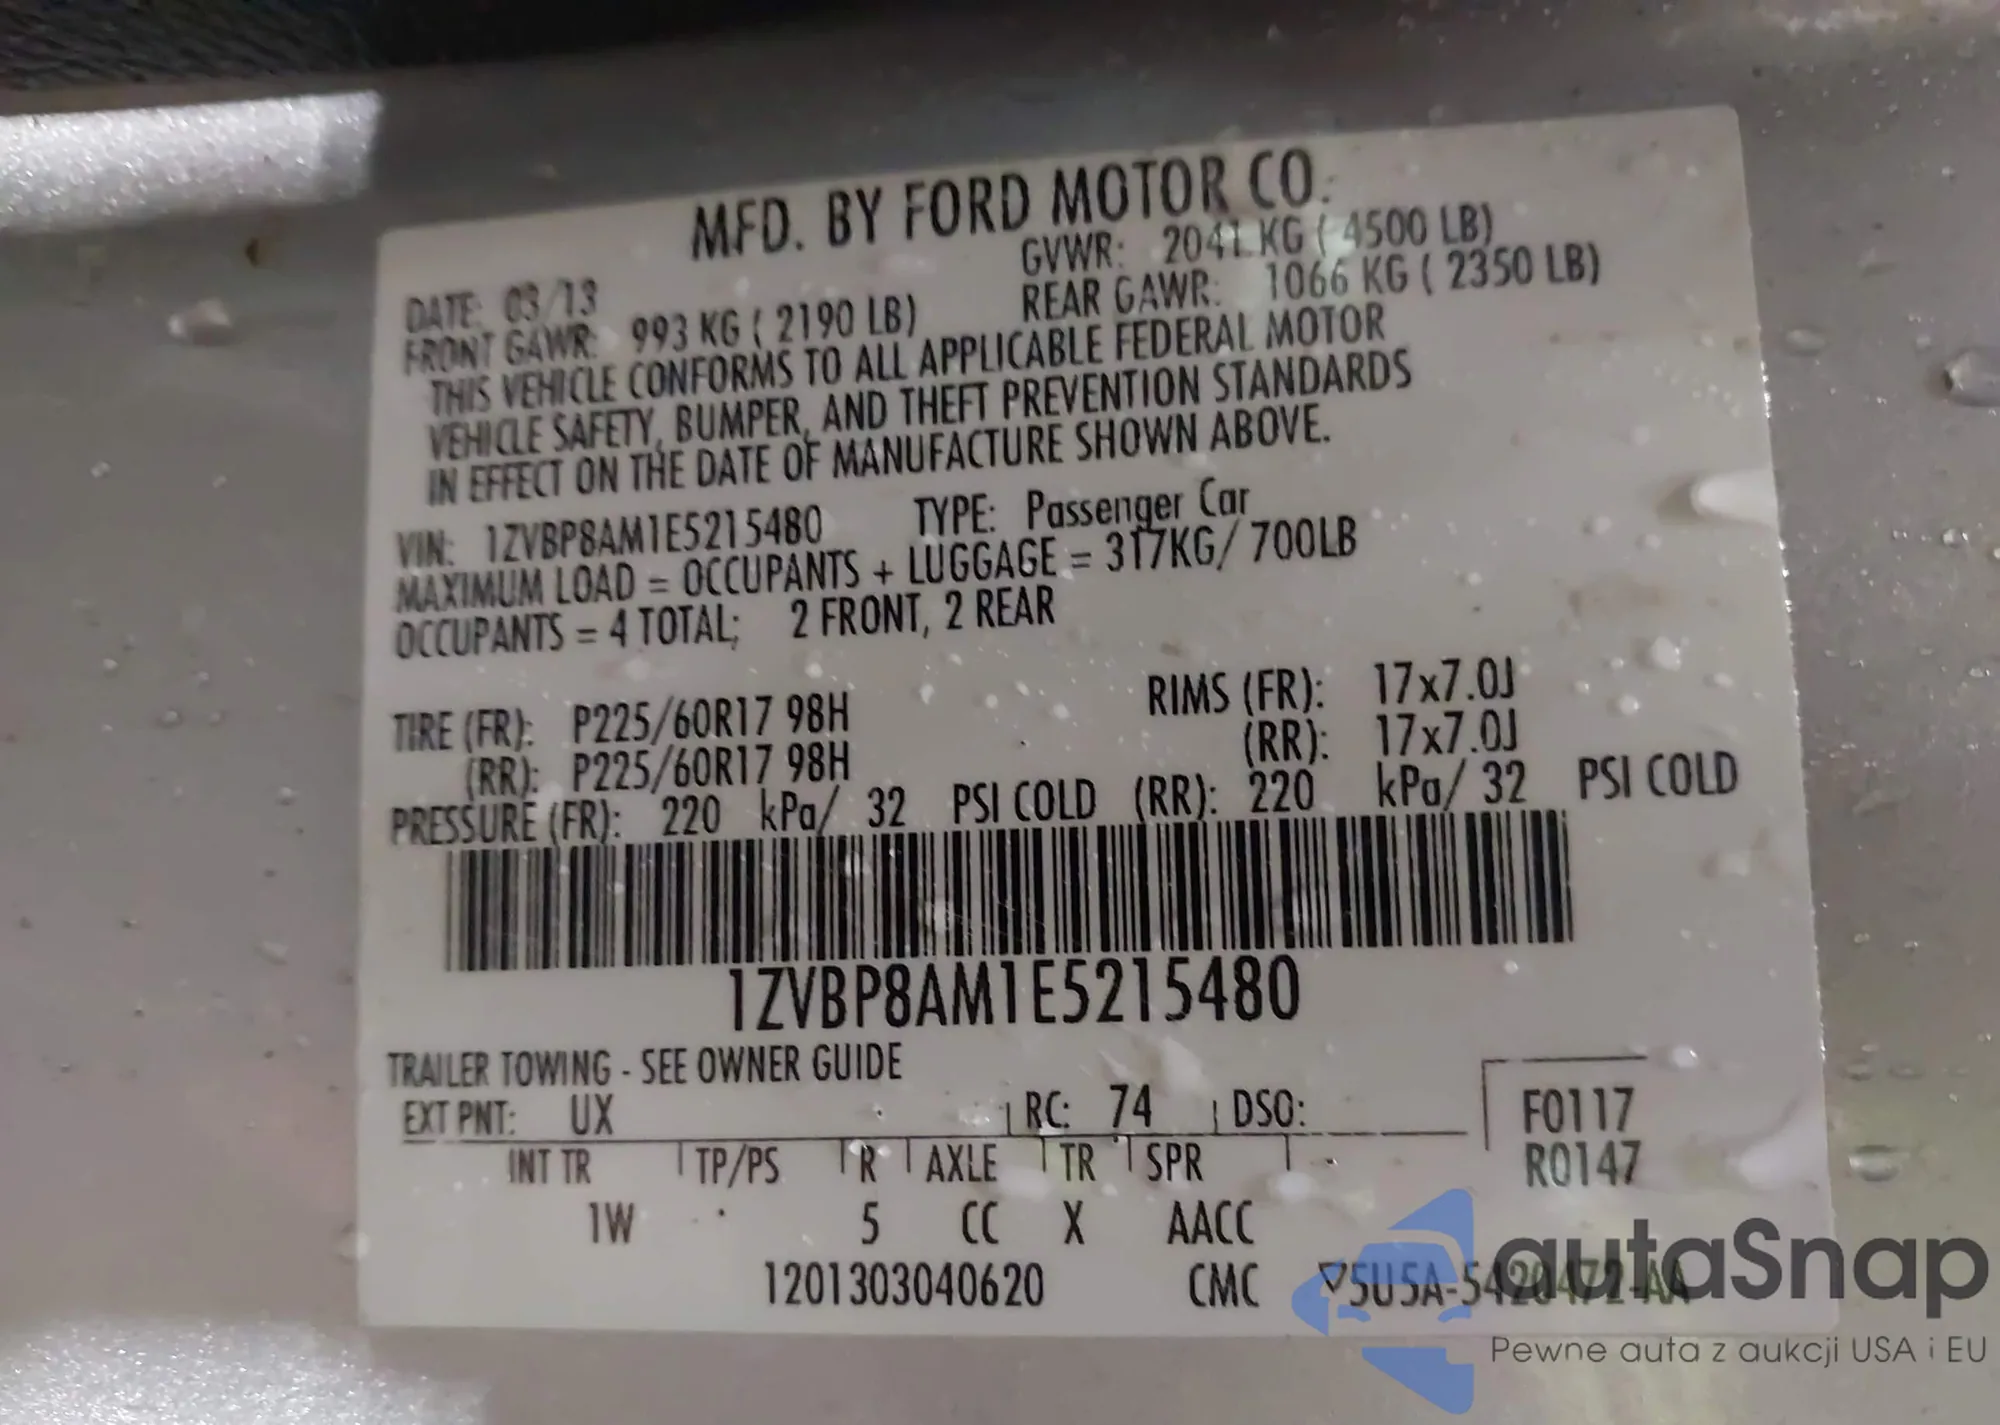 MFD. BY FORD MOTOR CO.
DATE: 03/13 GVWR: 2041 KG ( 4500 LB)
FRONT GAWR: 993 KG ( 2190 LB) REAR GAWR: 1066 KG ( 2350 LB)
THIS VEHICLE CONFORMS TO ALL APPLICABLE FEDERAL MOTOR
VEHICLE SAFETY, BUMPER, AND THEFT PREVENTION STANDARDS
IN EFFECT ON THE DATE OF MANUFACTURE SHOWN ABOVE.
VIN: 1ZVBP8AM1E5215480 TYPE: Passenger Car
MAXIMUM LOAD = OCCUPANTS + LUGGAGE = 317KG/ 700LB
OCCUPANTS = 4 TOTAL; 2 FRONT, 2 REAR
TIRE (FR): P225/60R17 98H RIMS (FR): 17x7.0J
(RR): P225/60R17 98H (RR): 17x7.0J
PRESSURE (FR): 220 kPa/ 32 PSI COLD (RR): 220 kPa/ 32 PSI COLD
1ZVBP8AM1E5215480
TRAILER TOWING - SEE OWNER GUIDE
EXT PNT: UX RC: 74 DSO: F0117
R0147
INT TR TP/PS R AXLE TR SPR
1W 5 CC X AACC
1201303040620 CMC ▽5U5A-5420472-AA
autaSnap
Pewne auta z aukcji USA i EU